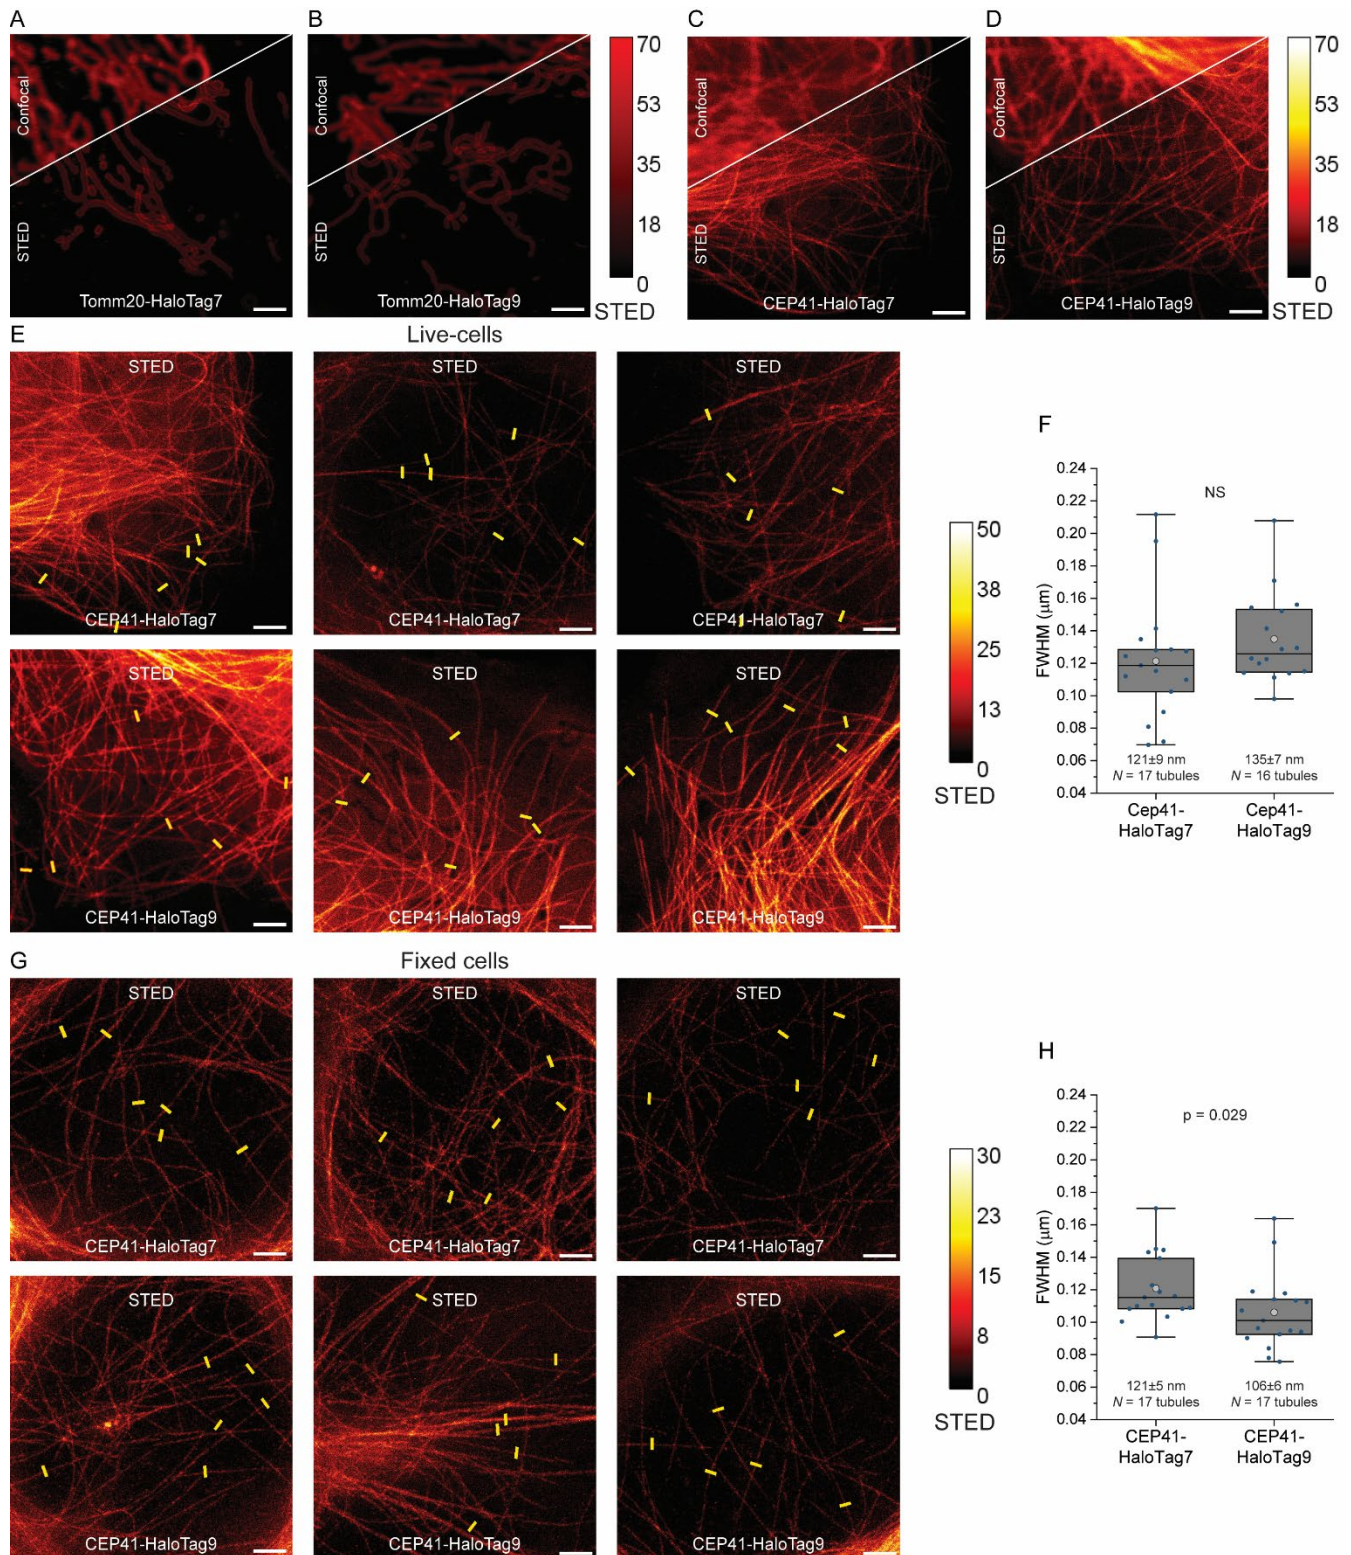 A
Confocal
STED
Tomm20-HaloTag7
B
Confocal
STED
Tomm20-HaloTag9
70
53
35
18
0
STED
C
Confocal
STED
CEP41-HaloTag7
D
Confocal
STED
CEP41-HaloTag9
70
53
35
18
0
STED
E
Live-cells
STED
CEP41-HaloTag7
STED
CEP41-HaloTag7
STED
CEP41-HaloTag7
STED
CEP41-HaloTag9
STED
CEP41-HaloTag9
STED
CEP41-HaloTag9
50
38
25
13
0
STED
F
FWHM (μm)
0.24
0.22
0.20
0.18
0.16
0.14
0.12
0.10
0.08
0.06
0.04
NS
121±9 nm
N = 17 tubules
135±7 nm
N = 16 tubules
Cep41-
HaloTag7
Cep41-
HaloTag9
G
Fixed cells
STED
CEP41-HaloTag7
STED
CEP41-HaloTag7
STED
CEP41-HaloTag7
STED
CEP41-HaloTag9
STED
CEP41-HaloTag9
STED
CEP41-HaloTag9
30
23
15
8
0
STED
H
FWHM (μm)
0.24
0.22
0.20
0.18
0.16
0.14
0.12
0.10
0.08
0.06
0.04
p = 0.029
121±5 nm
N = 17 tubules
106±6 nm
N = 17 tubules
CEP41-
HaloTag7
CEP41-
HaloTag9